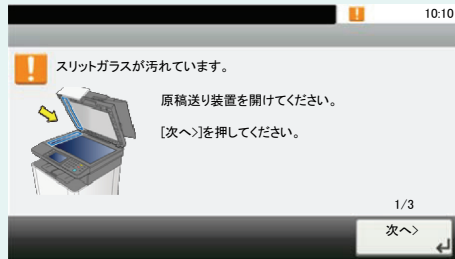 10:10
スリットガラスが汚れています。
原稿送り装置を開けてください。
[次へ>]を押してください。
1/3
次へ>